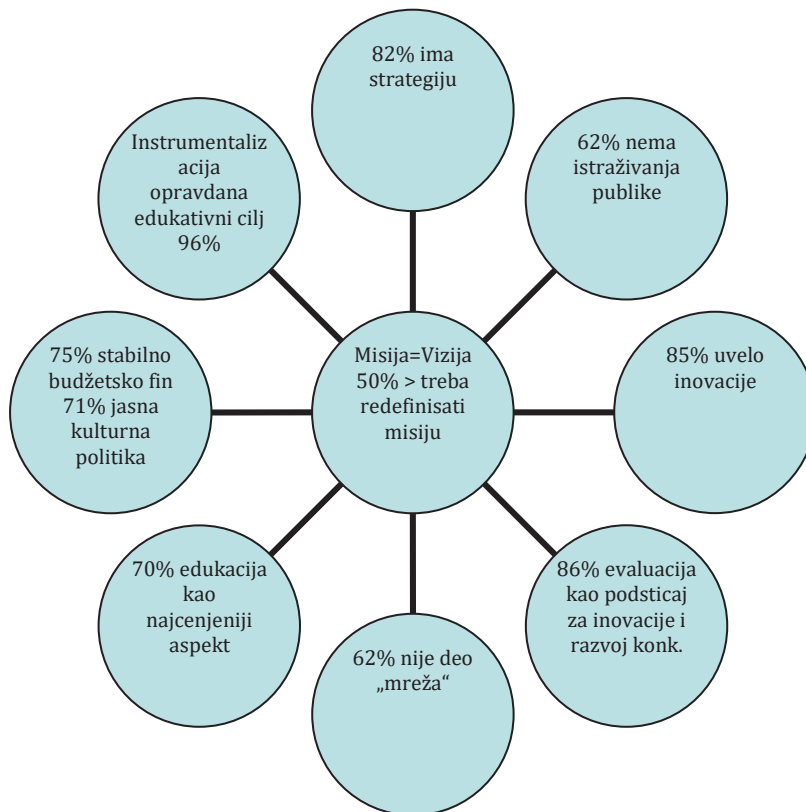 82% ima
strategiju
Instrumentaliz
acija
opravdana
edukativni cilj
96%
62% nema
istraživanja
publike
75% stabilno
budžetsko fin
71% jasna
kulturna
politika
Misija=Vizija
50% > treba
redefinisati
misiju
85% uvelo
inovacije
70% edukacija
kao
najcenjeniji
aspekt
86% evaluacija
kao podsticaj
za inovacije i
razvoj konk.
62% nije deo
„mreža“